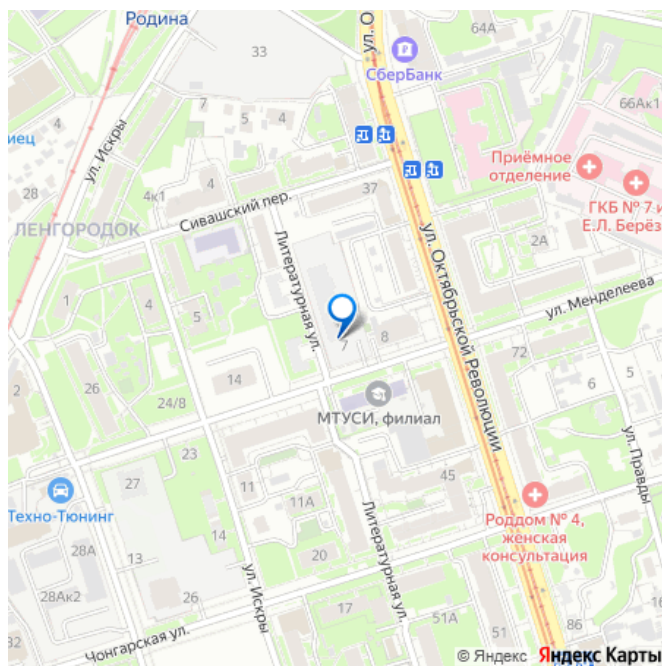 Родина
ул. О
64А
СберБанк
33
66Ак1
7
5
4
4
иец
ул. Искры
28
4к1
4
37
Приёмное
отделение
ГКБ № 7 и
Е.Л. Берёз
Сивашский пер.
ЛЕНГОРОДОК
Литературная ул.
ул. Октябрьской Революции
2А
ул. Менделеева
1
4
7
8
72
6
5
26
14
2
24/8
МТУСИ, филиал
ул. Правды
23
27
11
11А
45
Роддом № 4,
женская
консультация
Техно-Тюнинг
28А
13
14
20
Литературная ул.
28Ак2
26
ул. Искры
17
51А
51
86
16
32
Чонгарская ул.
© Яндекс Яндекс Карты